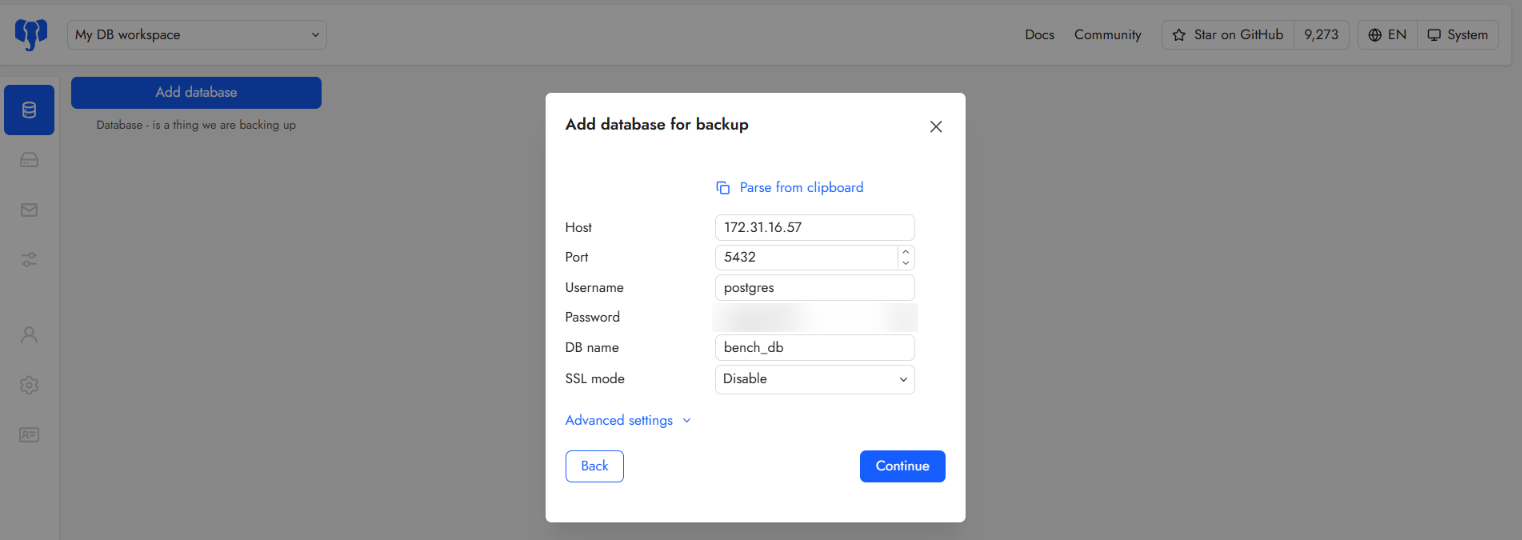 My DB workspace
Docs
Community
Star on GitHub
9,273
EN
System
Add database
Database - is a thing we are backing up
Add database for backup
Parse from clipboard
Host
172.31.16.57
Port
5432
Username
postgres
Password
DB name
bench_db
SSL mode
Disable
Advanced settings
Back
Continue